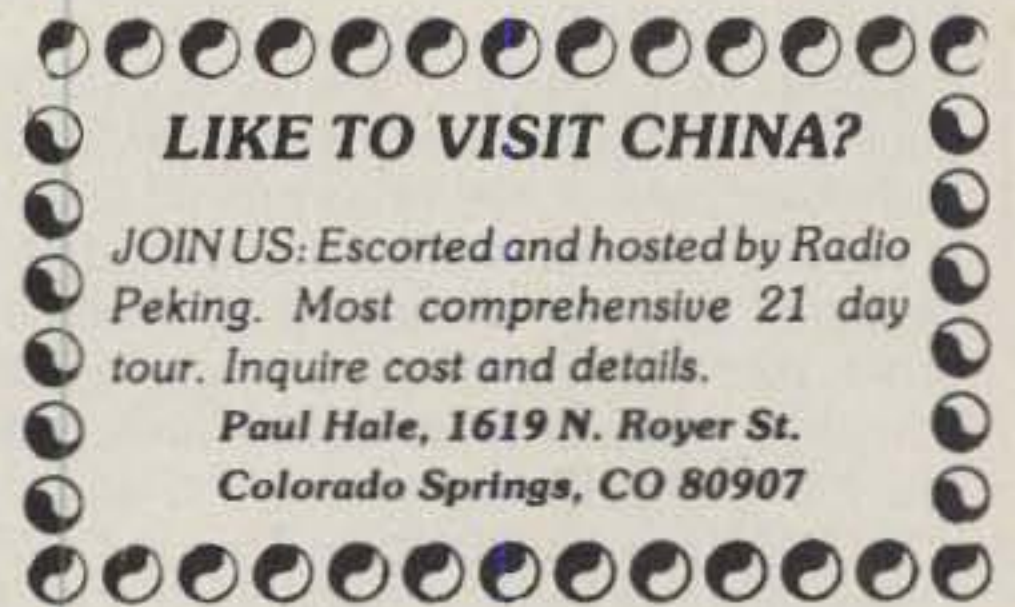 LIKE TO VISIT CHINA?
JOIN US: Escorted and hosted by Radio
Peking. Most comprehensive 21 day
tour. Inquire cost and details.
Paul Hale, 1619 N. Royer St.
Colorado Springs, CO 80907